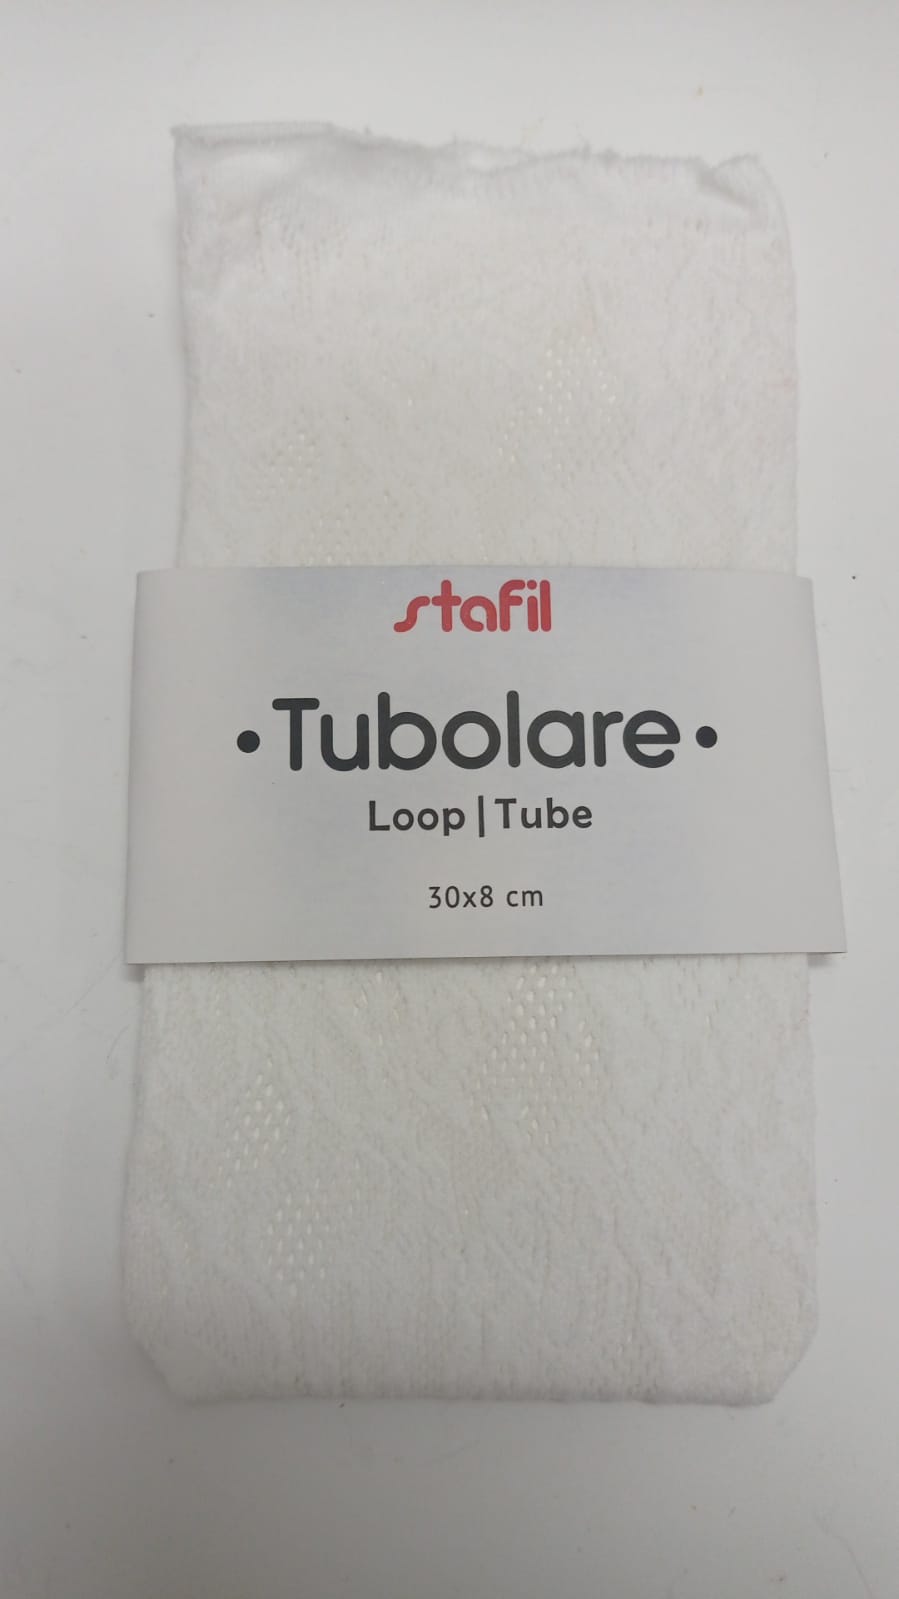 stafil
•Tubolare•
Loop|Tube
30x8 cm